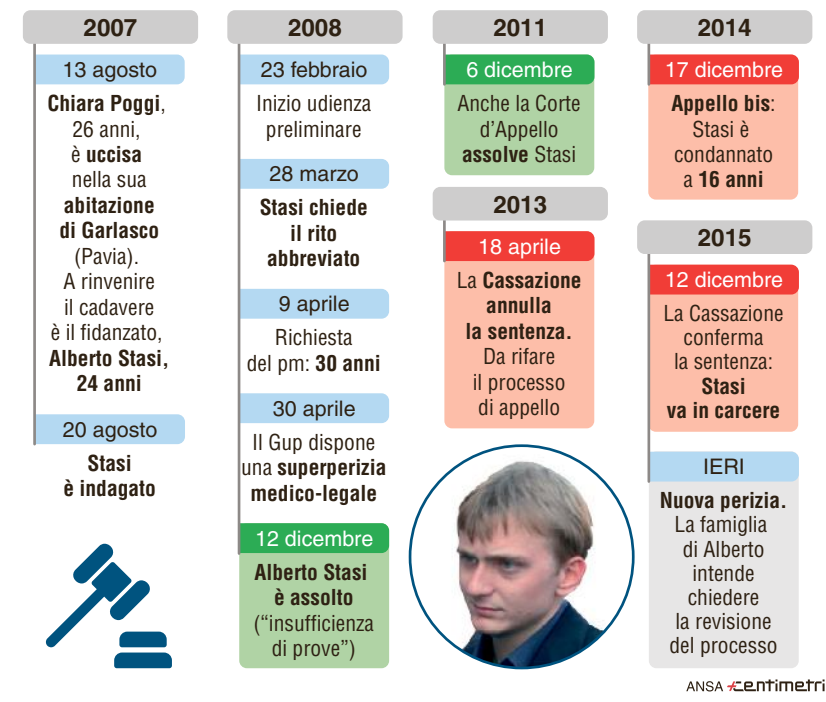 2007
13 agosto
Chiara Poggi,
26 anni,
è uccisa
nella sua
abitazione
di Garlasco
(Pavia).
A rinvenire
il cadavere
è il fidanzato,
Alberto Stasi,
24 anni
20 agosto
Stasi
è indagato
2008
23 febbraio
Inizio udienza
preliminare
28 marzo
Stasi chiede
il rito
abbreviato
9 aprile
Richiesta
del pm: 30 anni
30 aprile
Il Gup dispone
una superperizia
medico-legale
12 dicembre
Alberto Stasi
è assolto
(“insufficienza
di prove”)
2011
6 dicembre
Anche la Corte
d’Appello
assolve Stasi
2013
18 aprile
La Cassazione
annulla
la sentenza.
Da rifare
il processo
di appello
2014
17 dicembre
Appello bis:
Stasi è
condannato
a 16 anni
2015
12 dicembre
La Cassazione
conferma
la sentenza:
Stasi
va in carcere
IERI
Nuova perizia.
La famiglia
di Alberto
intende
chiedere
la revisione
del processo
ANSA centimetri